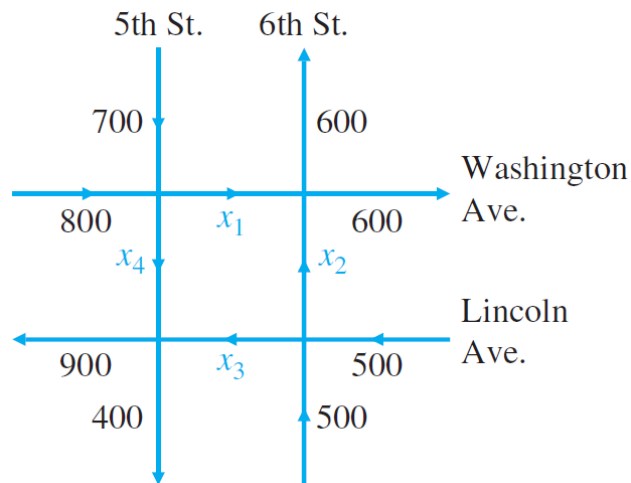 5th St. 6th St.
700 600
Washington
Ave.
800 x1 600
x4 x2
Lincoln
Ave.
900 x3 500
400 500